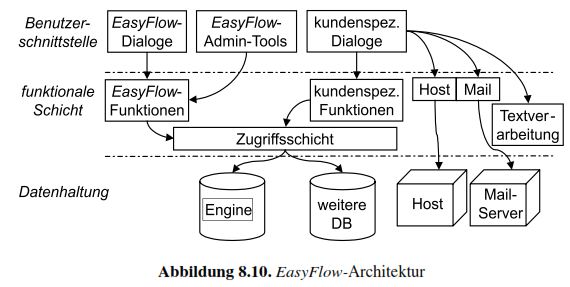 Benutzer-
schnittstelle
EasyFlow-
Dialoge
EasyFlow-
Admin-Tools
kundenspez.
Dialoge
funktionale
Schicht
EasyFlow-
Funktionen
kundenspez.
Funktionen
Host
Mail
Textver-
arbeitung
Zugriffsschicht
Datenhaltung
Engine
weitere
DB
Host
Mail-
Server
Abbildung 8.10. EasyFlow-Architektur